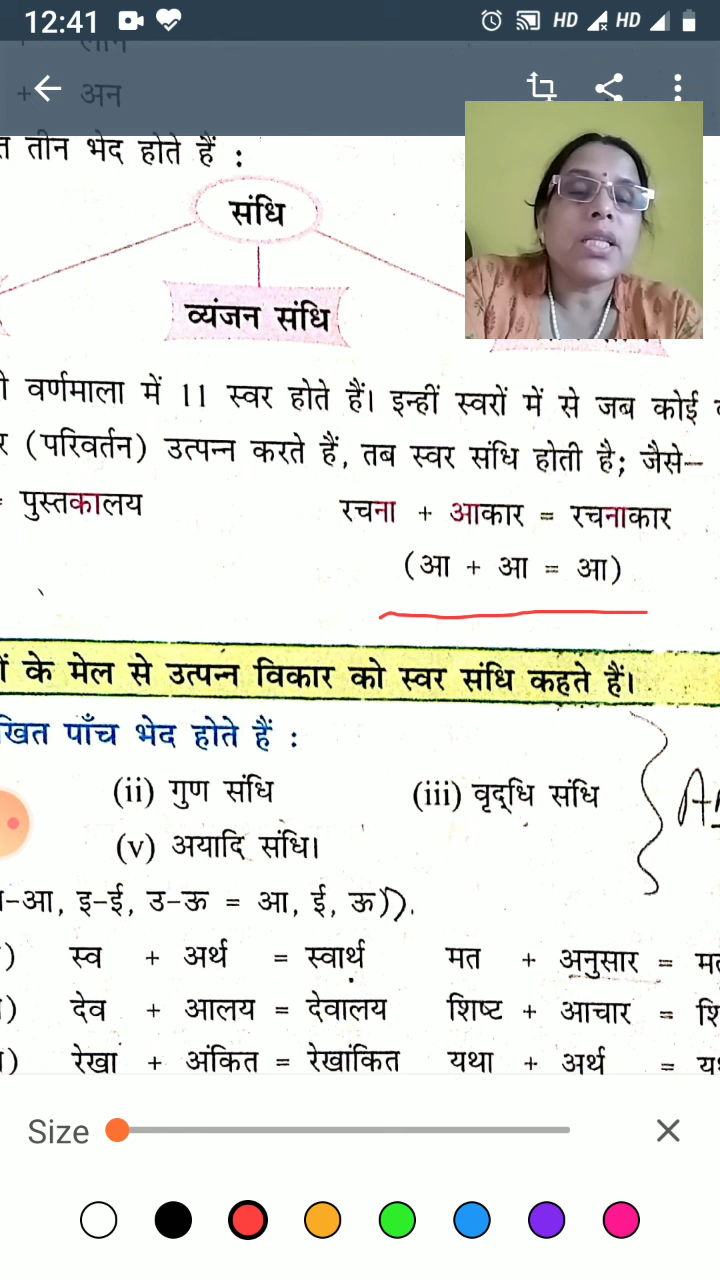 12:41 HD HD
+ अन
त तीन भेद होते हैं :
संधि
व्यंजन संधि
वर्णमाला में 11 स्वर होते हैं। इन्हीं स्वरों में से जब कोई
(परिवर्तन) उत्पन्न करते हैं, तब स्वर संधि होती है; जैसे–
= पुस्तकालय रचना + आकार = रचनाकार
(आ + आ = आ)
के मेल से उत्पन्न विकार को स्वर संधि कहते हैं।
खित पाँच भेद होते हैं :
(ii) गुण संधि (iii) वृद्धि संधि
(v) अयादि संधि।
-आ, इ-ई, उ-ऊ = आ, ई, ऊ)).
) स्व + अर्थ = स्वार्थ मत + अनुसार = मत
) देव + आलय = देवालय शिष्ट + आचार = शि
) रेखा + अंकित = रेखांकित यथा + अर्थ = य
Size